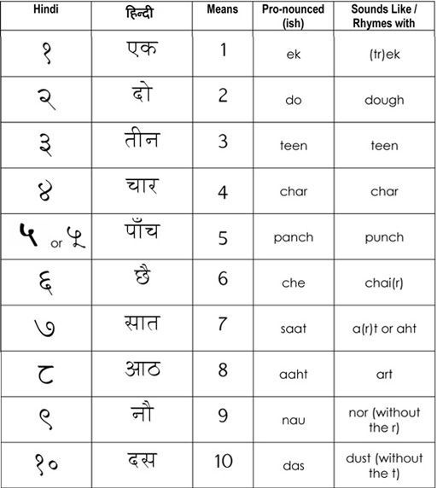 Hindi हिन्दी Means Pro-nounced Sounds Like /
(ish) Rhymes with
१ एक 1 ek (tr)ek
२ दो 2 do dough
३ तीन 3 teen teen
४ चार 4 char char
५ or ५ पाँच 5 panch punch
६ छै 6 che chai(r)
७ सात 7 saat a(r)t or aht
८ आठ 8 aaht art
९ नौ 9 nau nor (without
the r)
१० दस 10 das dust (without
the t)